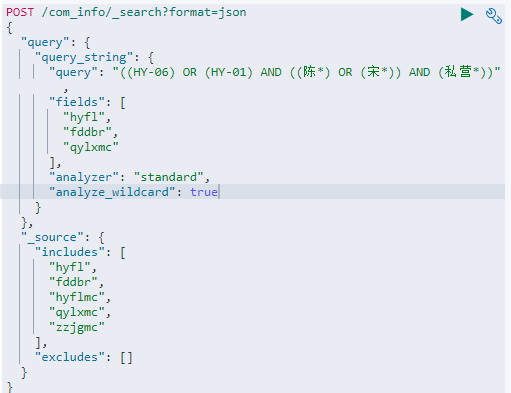 POST /com_info/_search?format=json
{
  "query": {
    "query_string": {
      "query": "((HY-06) OR (HY-01) AND ((陈*) OR (宋*)) AND (私营*))"
        ,
      "fields": [
        "hyfl",
        "fddbr",
        "qylxmc"
      ],
      "analyzer": "standard",
      "analyze_wildcard": true
    }
  },
  "_source": {
    "includes": [
      "hyfl",
      "fddbr",
      "hyflmc",
      "qylxmc",
      "zzjgmc"
    ],
    "excludes": []
  }
}